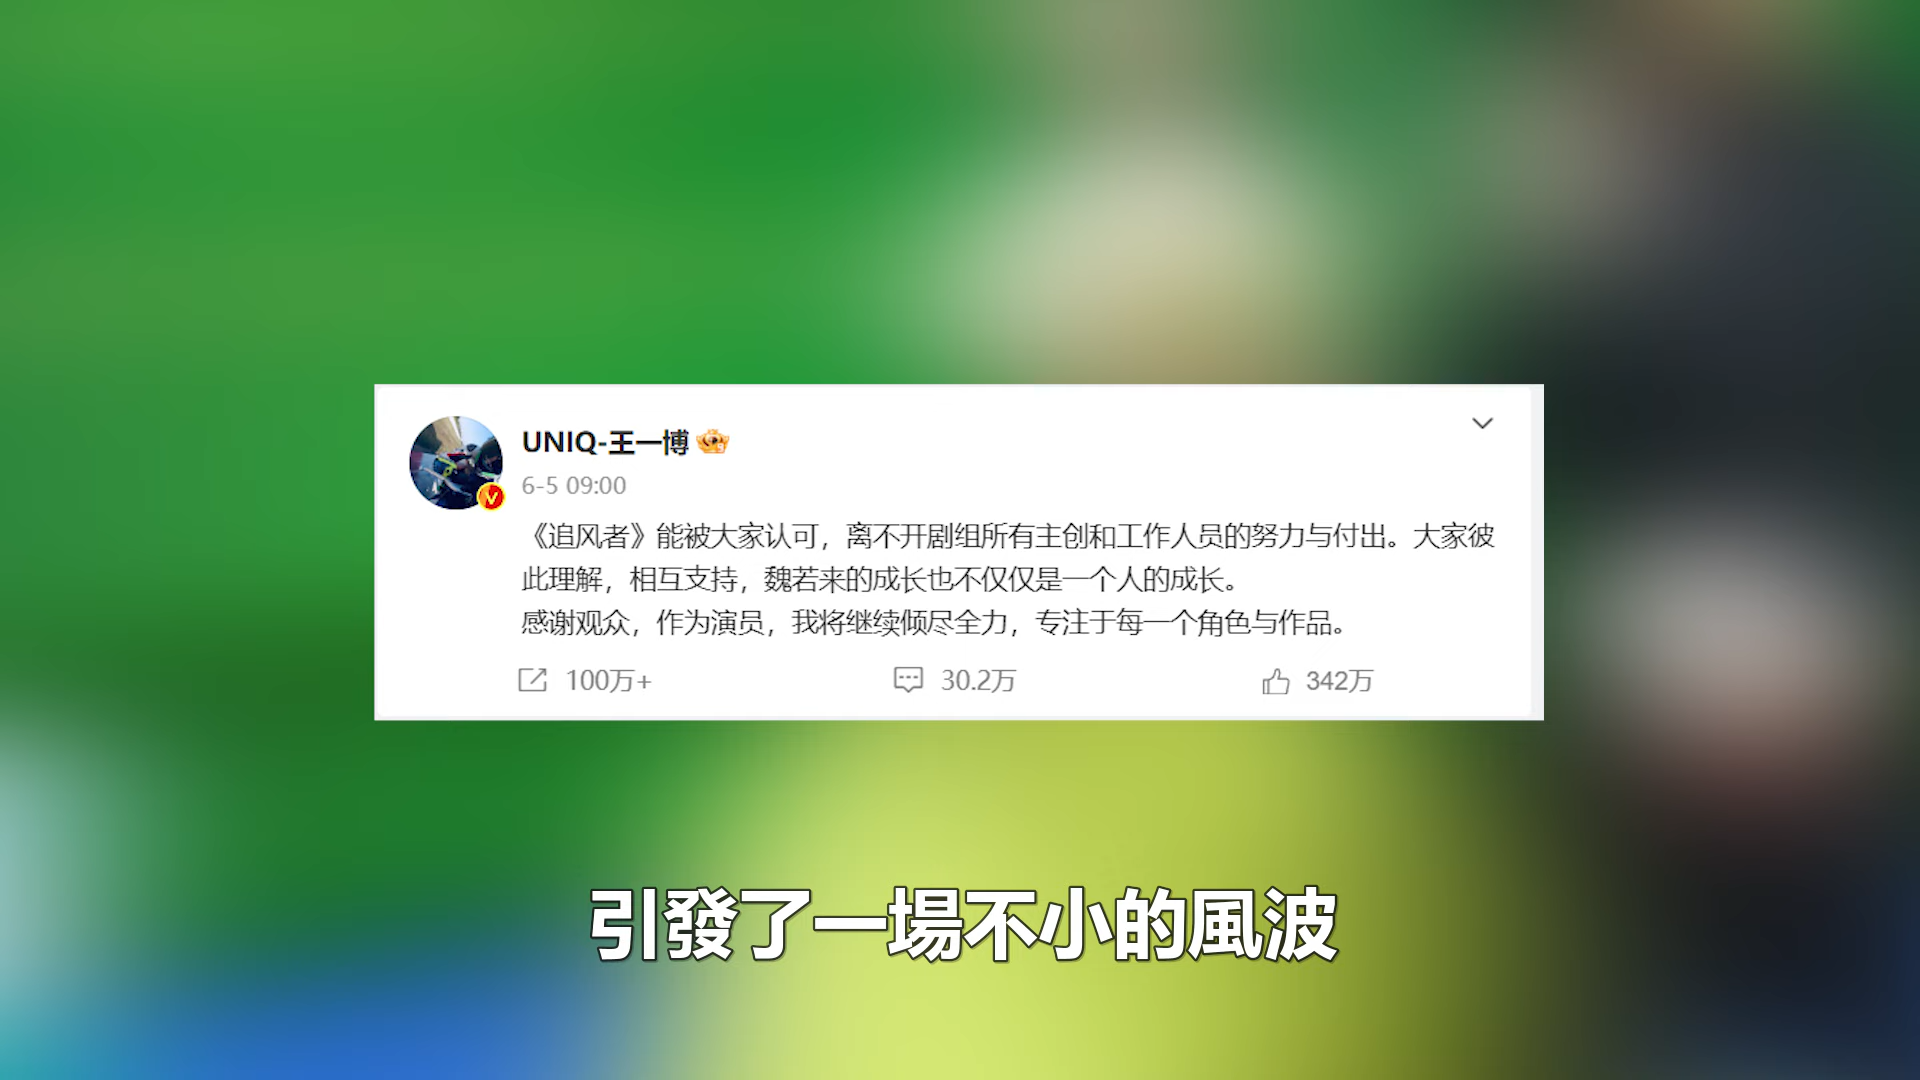 UNIQ-王一博
6-5 09:00
《追风者》能被大家认可，离不开剧组所有主创和工作人员的努力与付出。大家彼
此理解，相互支持，魏若来的成长也不仅仅是一个人的成长。
感谢观众，作为演员，我将继续倾尽全力，专注于每一个角色与作品。
100万+ 30.2万 342万
引發了一場不小的風波